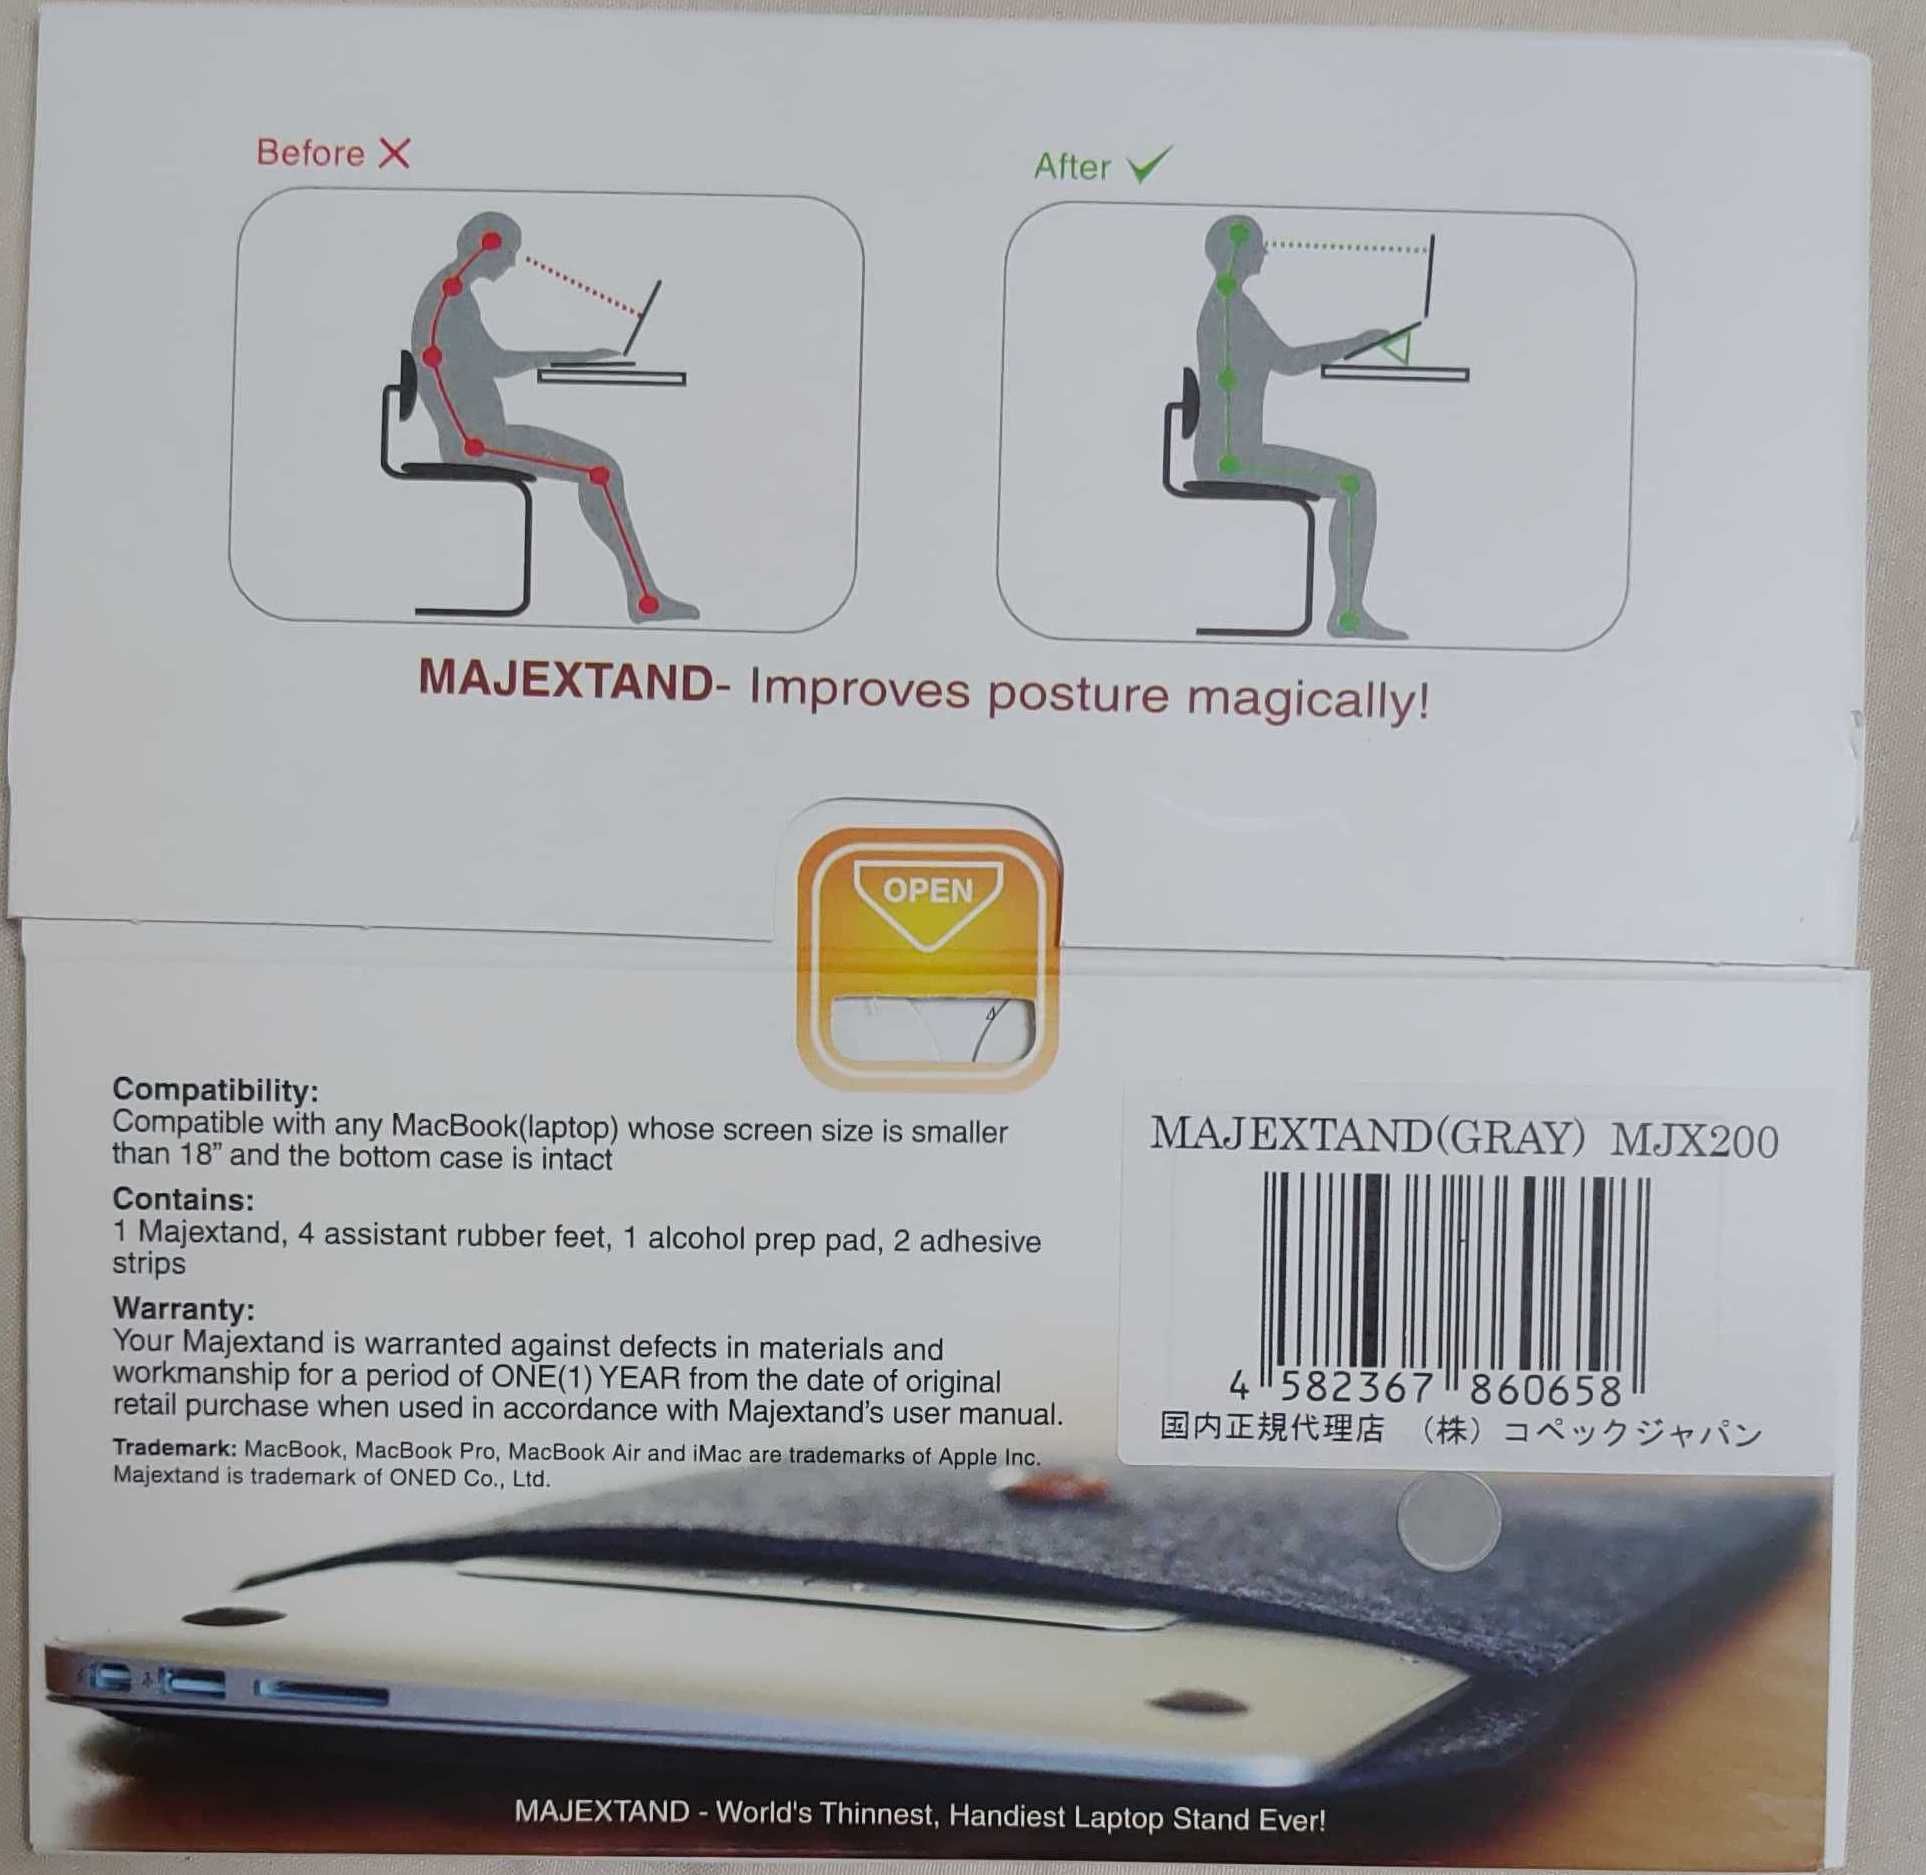 Before
After
MAJEXTAND- Improves posture magically!
OPEN
Compatibility:
Compatible with any MacBook(laptop) whose screen size is smaller
than 18” and the bottom case is intact
Contains:
1 Majextand, 4 assistant rubber feet, 1 alcohol prep pad, 2 adhesive
strips
Warranty:
Your Majextand is warranted against defects in materials and
workmanship for a period of ONE(1) YEAR from the date of original
retail purchase when used in accordance with Majextand’s user manual.
Trademark: MacBook, MacBook Pro, MacBook Air and iMac are trademarks of Apple Inc.
Majextand is trademark of ONED Co., Ltd.
MAJEXTAND(GRAY) MJX200
4 582367 860658
国内正規代理店 (株) コペックジャパン
MAJEXTAND - World's Thinnest, Handiest Laptop Stand Ever!